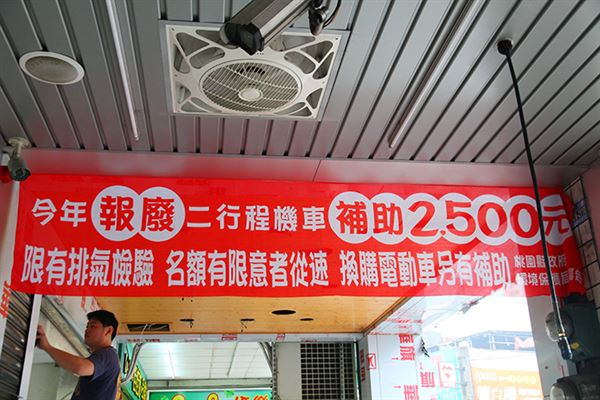 今年報廢二行程機車補助2,500元
限有排氣檢驗 名額有限意者從速 換購電動車另有補助
桃園縣政府
環境保護局